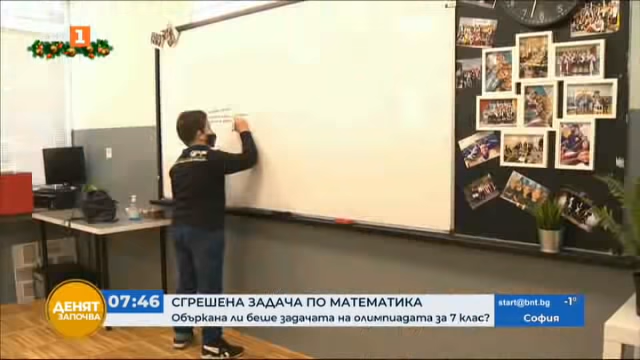 1
07:46
ДЕНЯТ
ЗАПОЧВА
СГРЕШЕНА ЗАДАЧА ПО МАТЕМАТИКА
Объркана ли беше задачата на олимпиадата за 7 клас?
start@bnt.bg
-1°
София